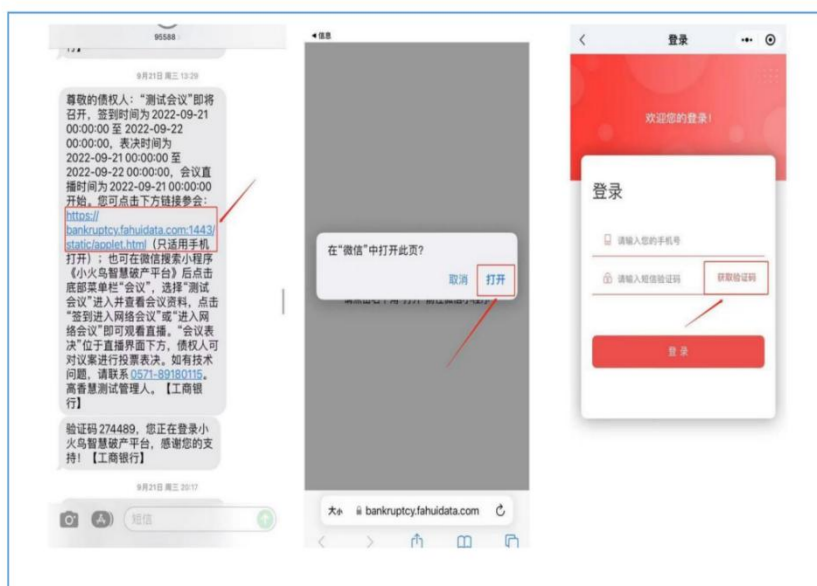 95588
9月21日 周三 13:29
尊敬的债权人：“测试会议”即将
召开，签到时间为 2022-09-21
00:00:00 至 2022-09-22
00:00:00，表决时间为
2022-09-21 00:00:00 至
2022-09-22 00:00:00，会议直
播时间为 2022-09-21 00:00:00
开始。您可点击下方链接参会：
https://
bankruptcy.fahuidata.com:1443/
static/applet.html（只适用手机
打开）；也可在微信搜索小程序
《小火鸟智慧破产平台》后点击
底部菜单栏“会议”，选择“测试
会议”进入并查看会议资料，点击
“签到进入网络会议”或“进入网
络会议”即可观看直播。“会议表
决”位于直播界面下方，债权人可
对议案进行投票表决。如有技术
问题，请联系 0571-89180115。
高香慧测试管理人。【工商银
行】
验证码 274489，您正在登录小
火鸟智慧破产平台，感谢您的支
持！【工商银行】
9月21日 周三 20:17
短信
信息
在“微信”中打开此页？
取消 打开
大小 bankruptcy.fahuidata.com
登录
欢迎您的登录！
登录
请输入您的手机号
请输入短信验证码 获取验证码
登录